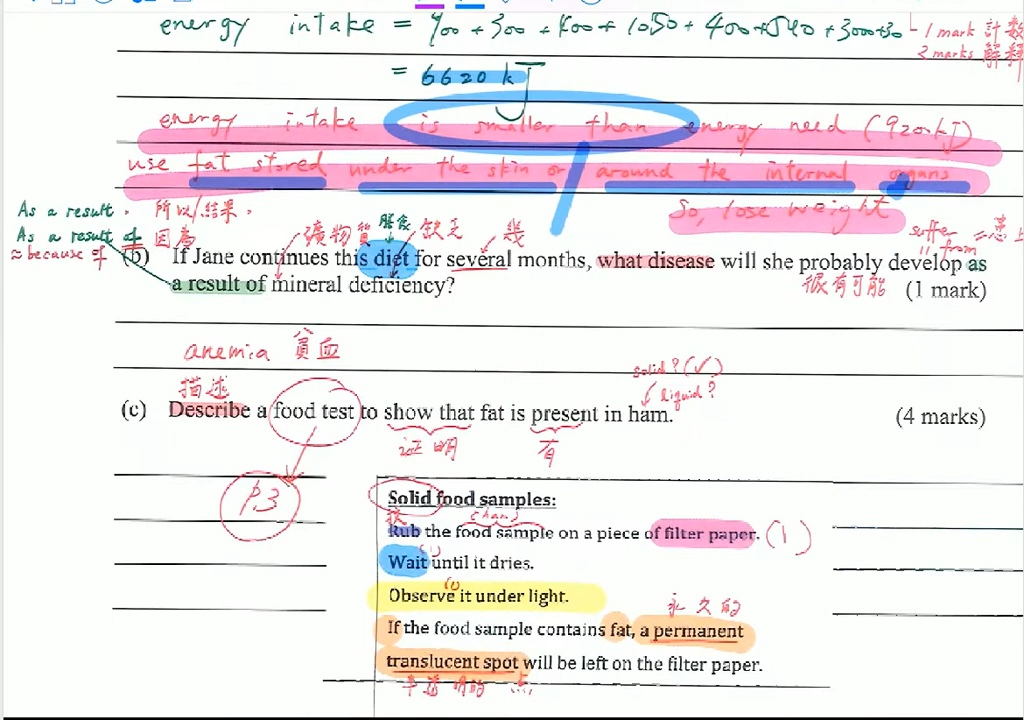 energy intake = 900 + 300 + 400 + 1050 + 400 + 540 + 3000 + 30
1 mark 計數
2 marks 解釋
= 6620 kJ
energy intake is smaller than energy need (9200 kJ)
use fat stored under the skin or around the internal organs
So, lose weight
As a result, 所以/結果,
As a result of 因為
≈ because of
礦物質 膳食 缺乏 幾
suffer from = 患上
(b) If Jane continues this diet for several months, what disease will she probably develop as
a result of mineral deficiency? (1 mark)
很有可能
anemia 貧血
描述
solid? (✓)
liquid?
(c) Describe a food test to show that fat is present in ham. (4 marks)
证明 有
P.3
Solid food samples:
(ham)
Rub the food sample on a piece of filter paper. (1)
(1)
Wait until it dries.
(1)
Observe it under light.
永久的
If the food sample contains fat, a permanent
translucent spot will be left on the filter paper.
半透明的 点